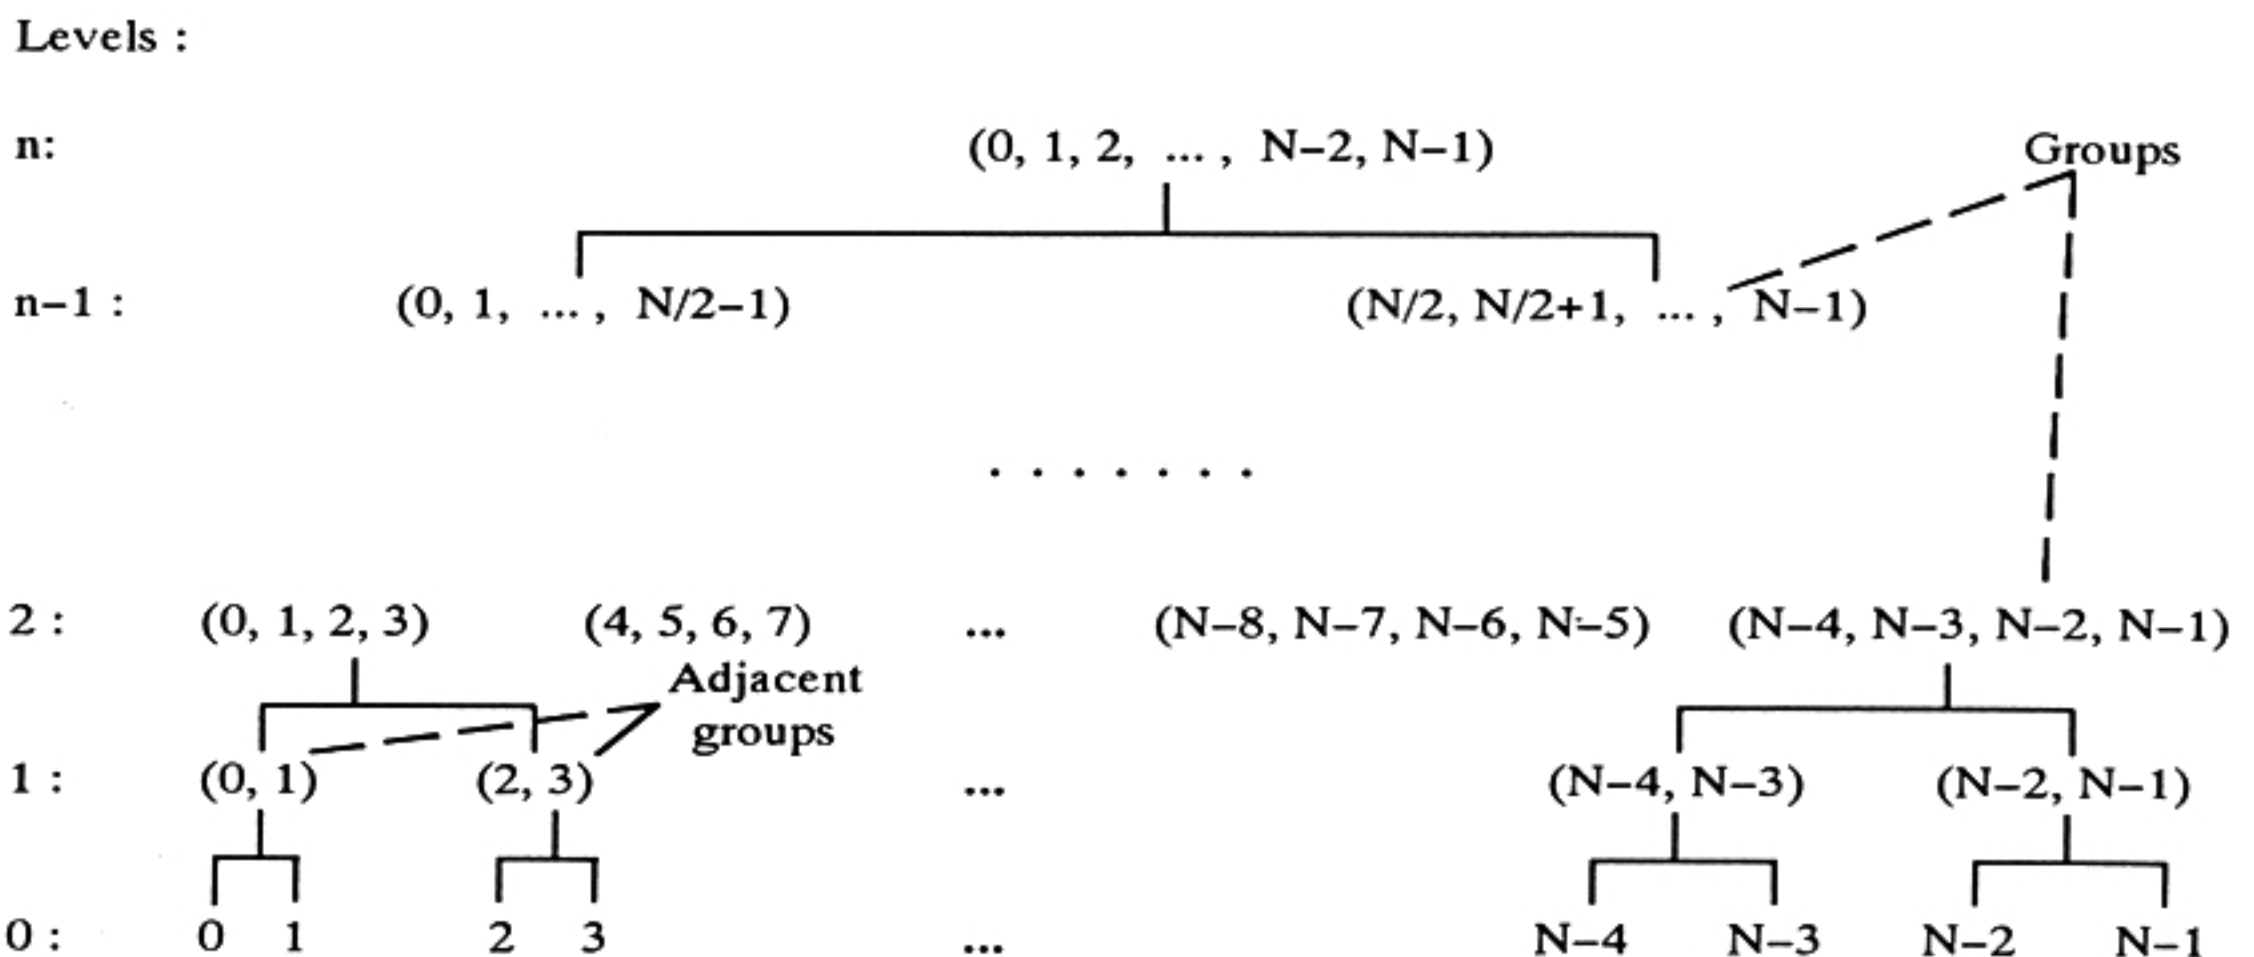 Levels :
n: (0, 1, 2, ... , N–2, N–1) Groups
n–1 : (0, 1, ... , N/2–1) (N/2, N/2+1, ... , N–1)
. . . . . . .
2 : (0, 1, 2, 3) (4, 5, 6, 7) ... (N–8, N–7, N–6, N–5) (N–4, N–3, N–2, N–1)
Adjacent
groups
1 : (0, 1) (2, 3) ... (N–4, N–3) (N–2, N–1)
0 : 0 1 2 3 ... N–4 N–3 N–2 N–1